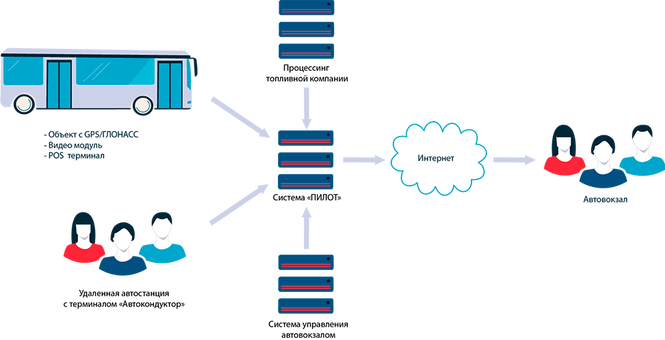 Процессинг
топливной компании
- Объект с GPS/ГЛОНАСС
- Видео модуль
- POS терминал
Система «ПИЛОТ»
Интернет
Автовокзал
Удаленная автостанция
с терминалом «Автокондуктор»
Система управления
автовокзалом